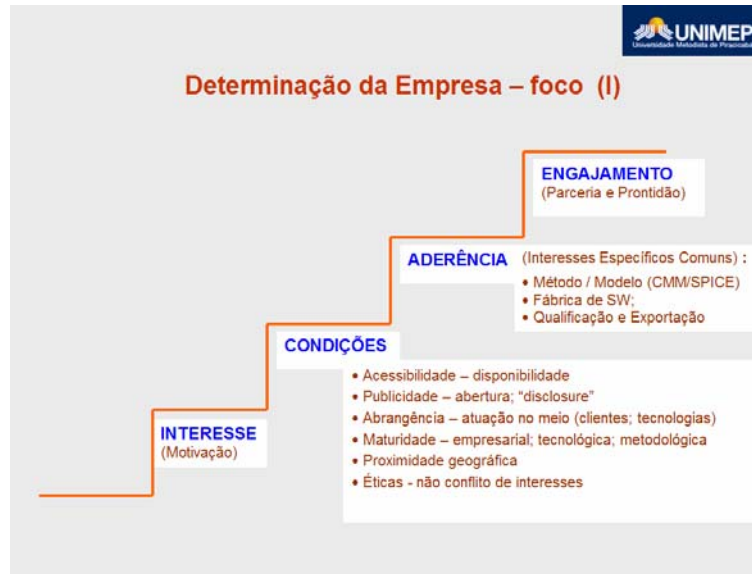 UNIMEP
Universidade Metodista de Piracicaba
Determinação da Empresa – foco (I)
ENGAJAMENTO
(Parceria e Prontidão)
ADERÊNCIA (Interesses Específicos Comuns) :
• Método / Modelo (CMM/SPICE)
• Fábrica de SW;
• Qualificação e Exportação
CONDIÇÕES
• Acessibilidade – disponibilidade
• Publicidade – abertura; “disclosure”
• Abrangência – atuação no meio (clientes; tecnologias)
• Maturidade – empresarial; tecnológica; metodológica
• Proximidade geográfica
• Éticas - não conflito de interesses
INTERESSE
(Motivação)